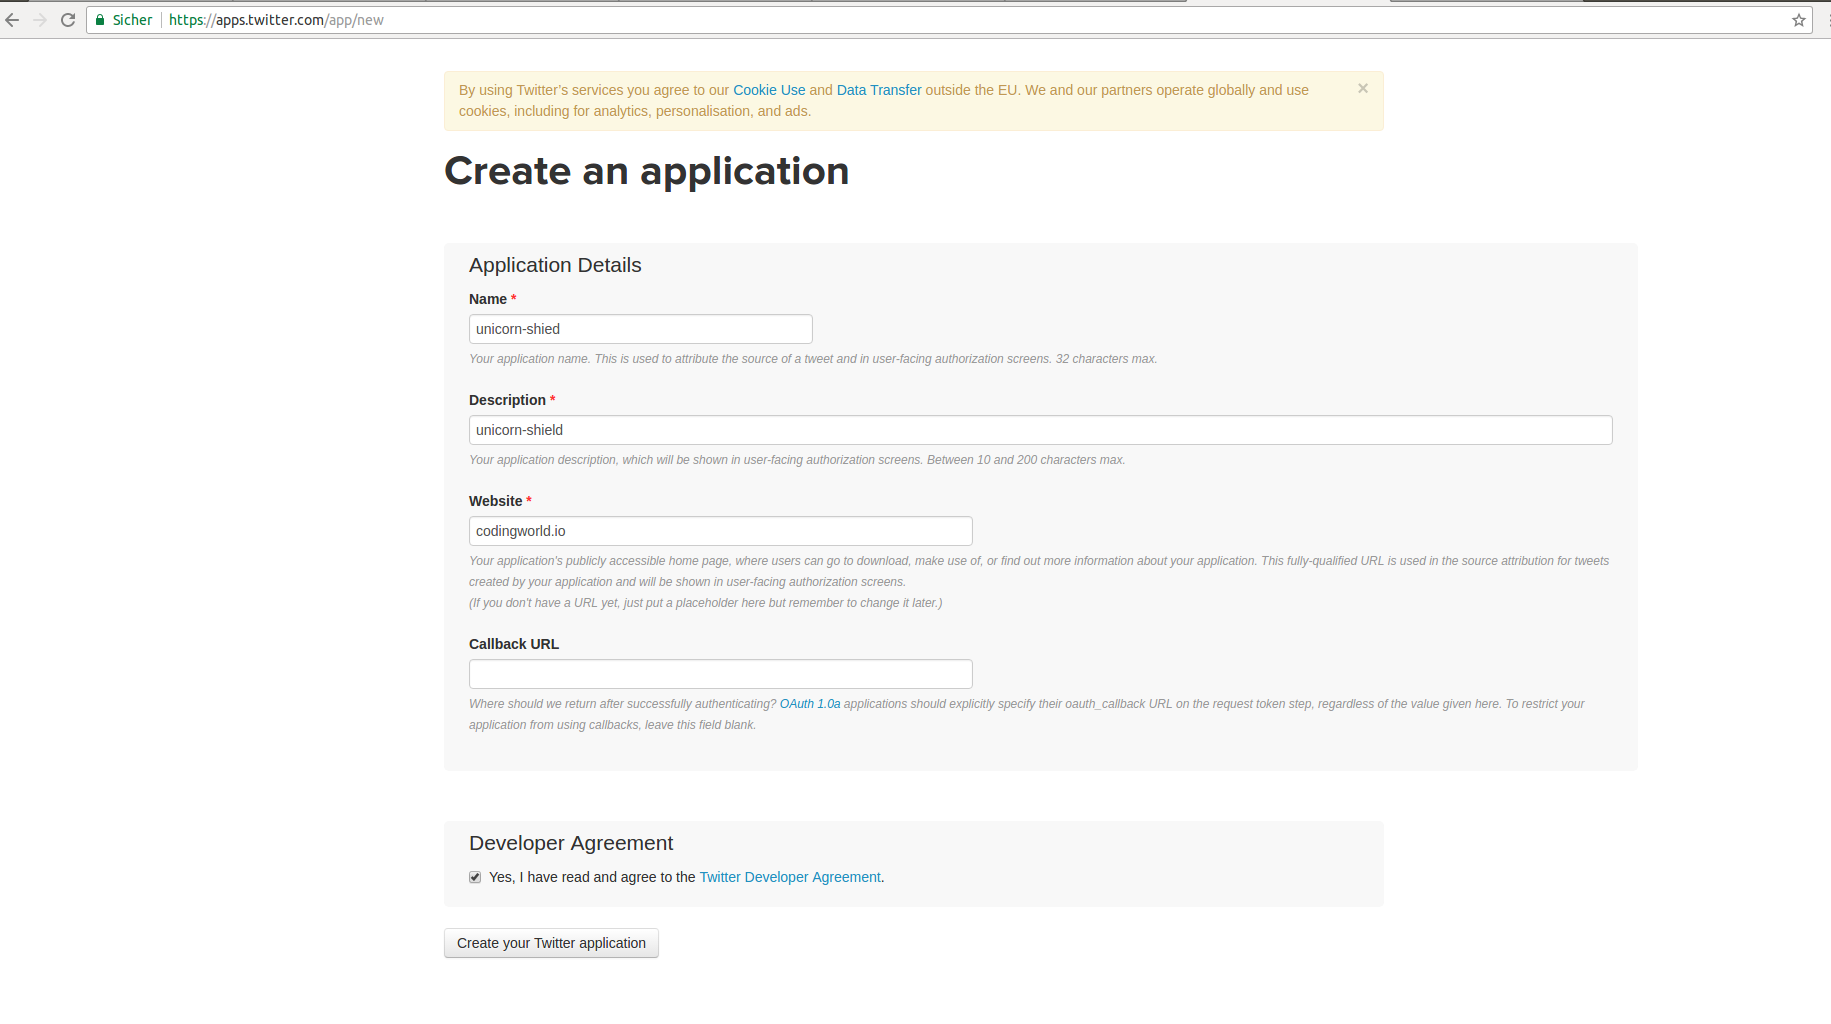 Sicher https://apps.twitter.com/app/new
By using Twitter's services you agree to our Cookie Use and Data Transfer outside the EU. We and our partners operate globally and use
cookies, including for analytics, personalisation, and ads.
×
Create an application
Application Details
Name *
unicorn-shied
Your application name. This is used to attribute the source of a tweet and in user-facing authorization screens. 32 characters max.
Description *
unicorn-shield
Your application description, which will be shown in user-facing authorization screens. Between 10 and 200 characters max.
Website *
codingworld.io
Your application's publicly accessible home page, where users can go to download, make use of, or find out more information about your application. This fully-qualified URL is used in the source attribution for tweets
created by your application and will be shown in user-facing authorization screens.
(If you don't have a URL yet, just put a placeholder here but remember to change it later.)
Callback URL
Where should we return after successfully authenticating? OAuth 1.0a applications should explicitly specify their oauth_callback URL on the request token step, regardless of the value given here. To restrict your
application from using callbacks, leave this field blank.
Developer Agreement
Yes, I have read and agree to the Twitter Developer Agreement.
Create your Twitter application